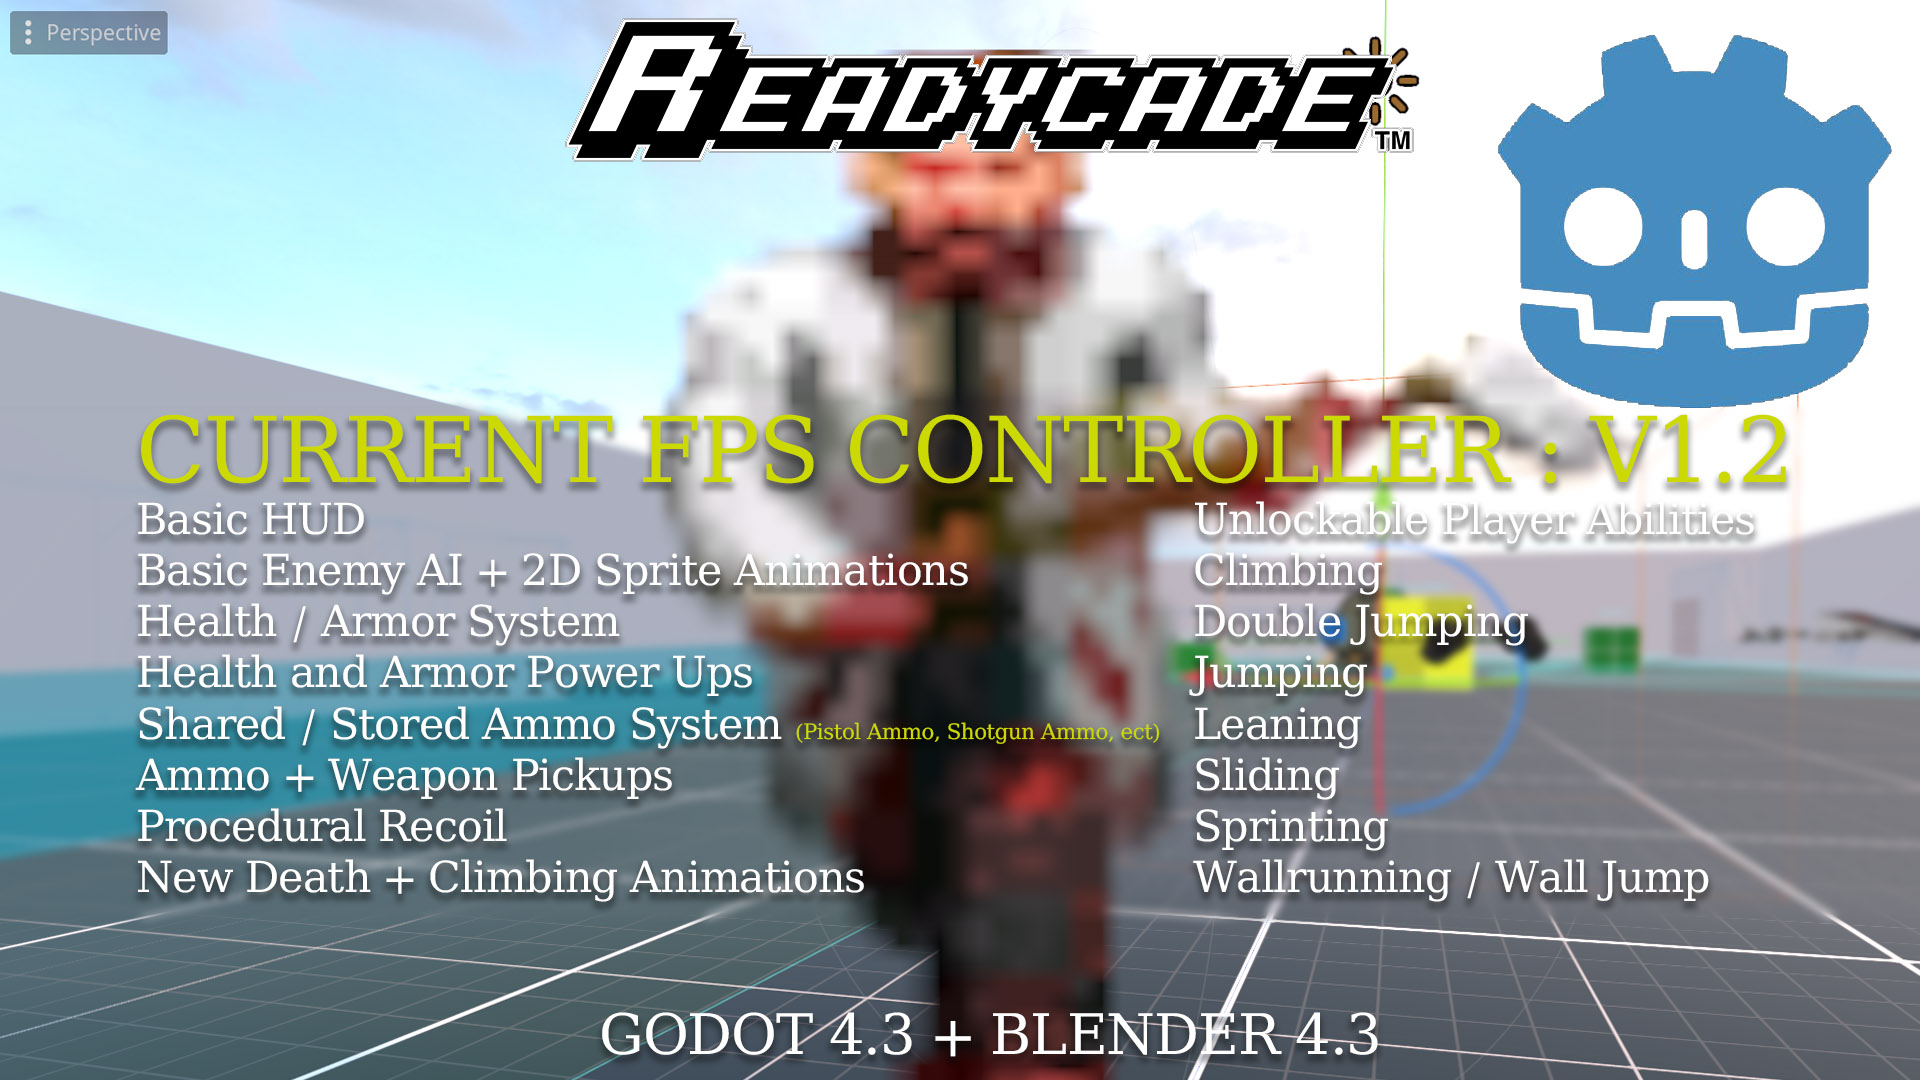 Perspective
READYCADE TM
CURRENT FPS CONTROLLER : V1.2
Basic HUD
Basic Enemy AI + 2D Sprite Animations
Health / Armor System
Health and Armor Power Ups
Shared / Stored Ammo System (Pistol Ammo, Shotgun Ammo, ect)
Ammo + Weapon Pickups
Procedural Recoil
New Death + Climbing Animations
Unlockable Player Abilities
Climbing
Double Jumping
Jumping
Leaning
Sliding
Sprinting
Wallrunning / Wall Jump
GODOT 4.3 + BLENDER 4.3